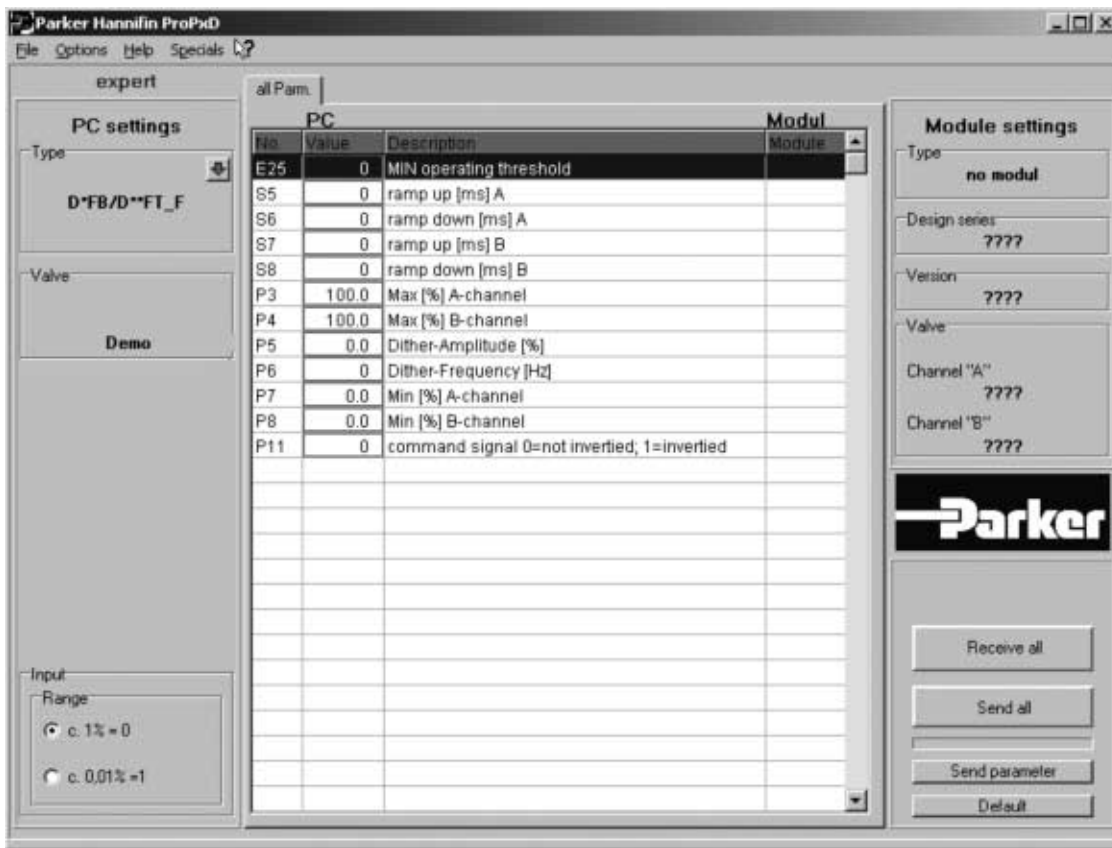 Parker Hannifin ProPxD
File Options Help Specials
expert
PC settings
Type
D*FB/D**FT_F
Valve
Demo
Input
Range
c. 1% = 0
c. 0,01% =1
all Parm.
PC Modul
No. Value Description Module
E25 0 MIN operating threshold
S5 0 ramp up [ms] A
S6 0 ramp down [ms] A
S7 0 ramp up [ms] B
S8 0 ramp down [ms] B
P3 100.0 Max [%] A-channel
P4 100.0 Max [%] B-channel
P5 0.0 Dither-Amplitude [%]
P6 0 Dither-Frequency [Hz]
P7 0.0 Min [%] A-channel
P8 0.0 Min [%] B-channel
P11 0 command signal 0=not invertied; 1=invertied
Module settings
Type
no modul
Design series
????
Version
????
Valve
Channel "A"
????
Channel "B"
????
Parker
Receive all
Send all
Send parameter
Default